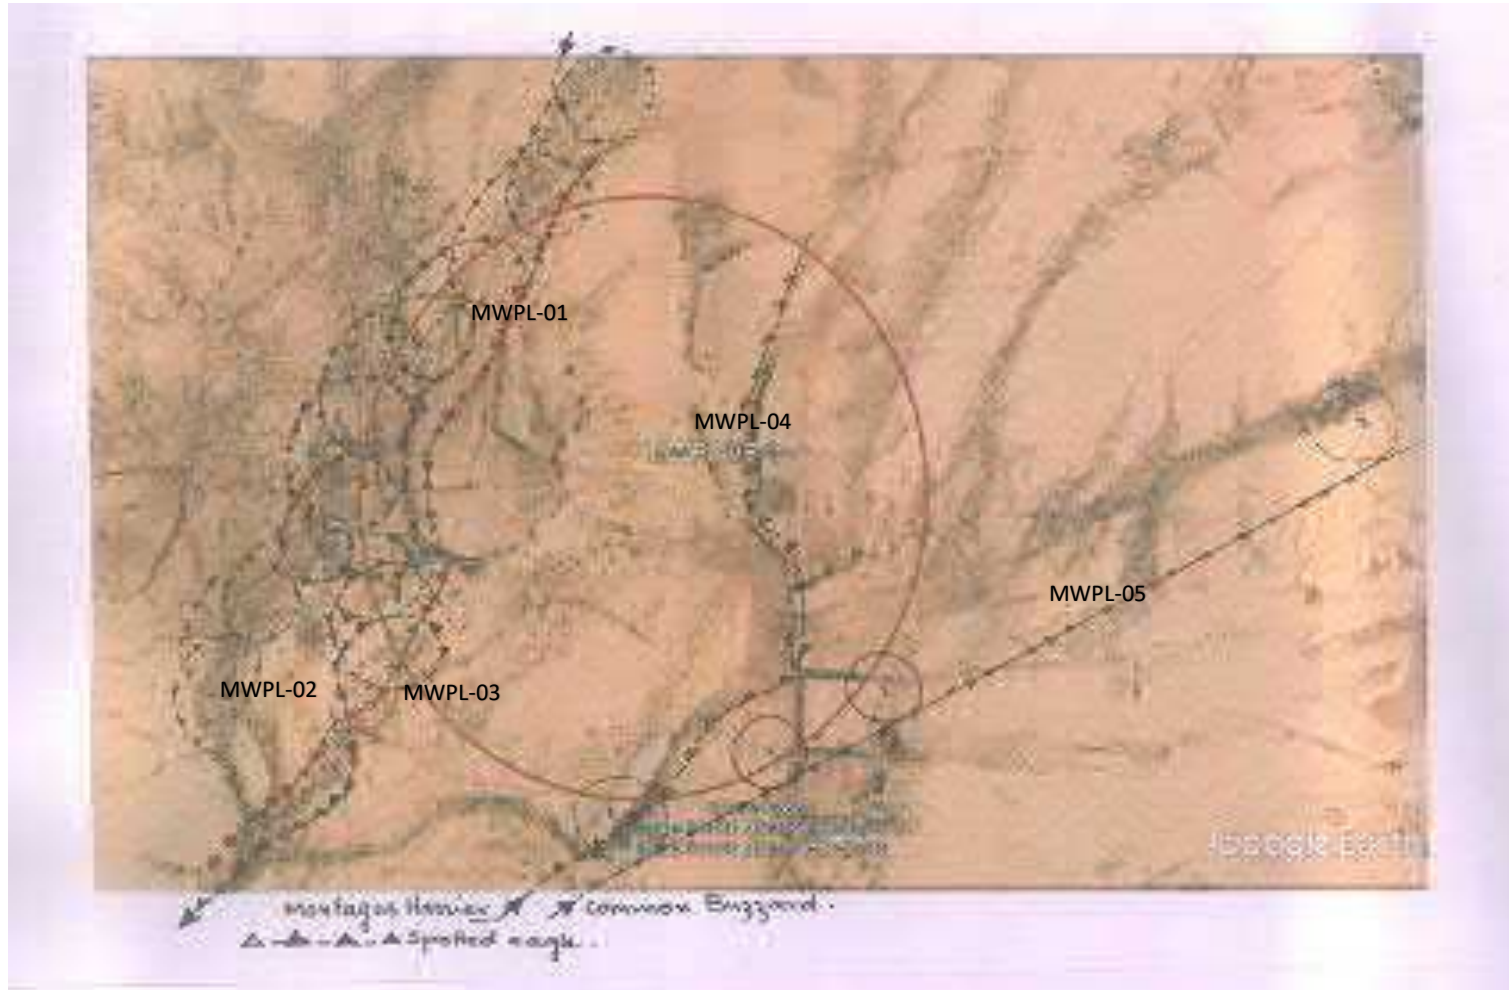 MWPL-01
MWPL-04
MWPL-05
MWPL-02
MWPL-03
Google Earth
montagus Harrier common Buzzard.
Spotted eagle.